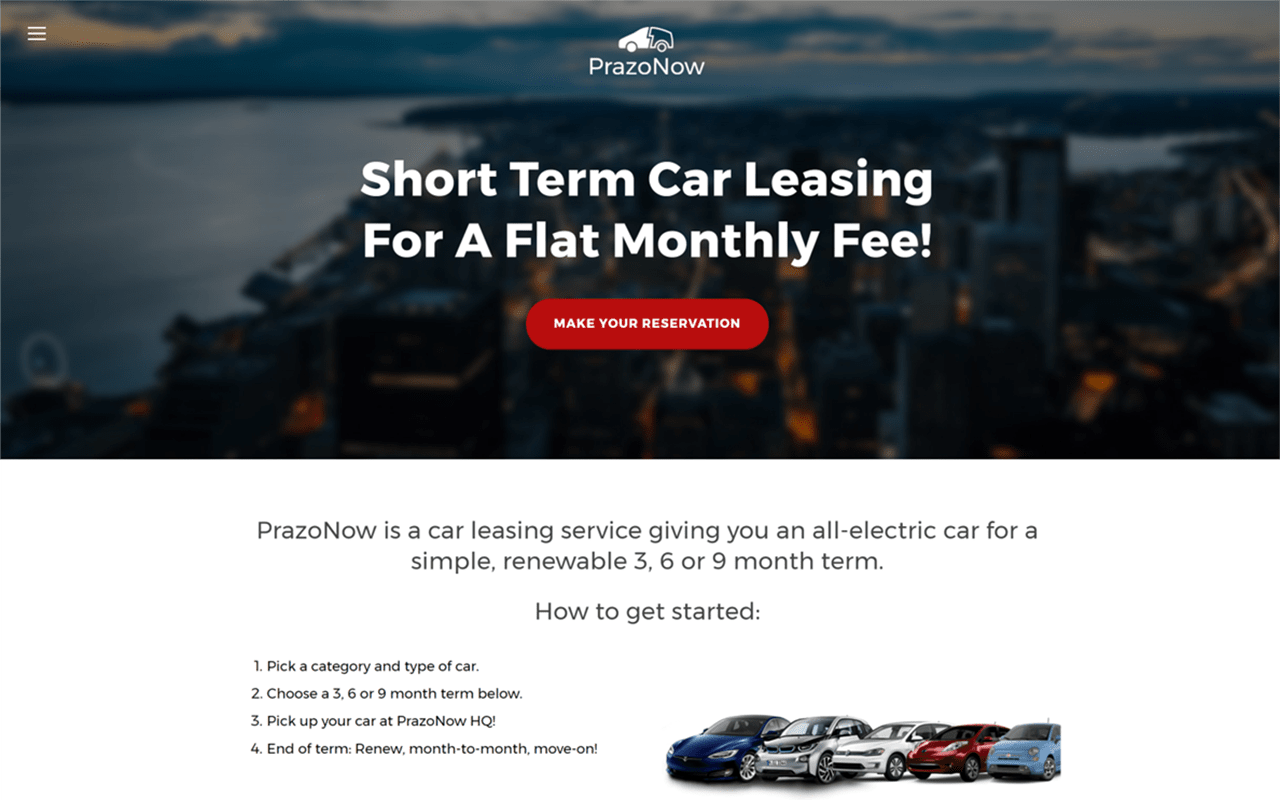 PrazoNow
Short Term Car Leasing
For A Flat Monthly Fee!
MAKE YOUR RESERVATION
PrazoNow is a car leasing service giving you an all-electric car for a
simple, renewable 3, 6 or 9 month term.
How to get started:
1. Pick a category and type of car.
2. Choose a 3, 6 or 9 month term below.
3. Pick up your car at PrazoNow HQ!
4. End of term: Renew, month-to-month, move-on!